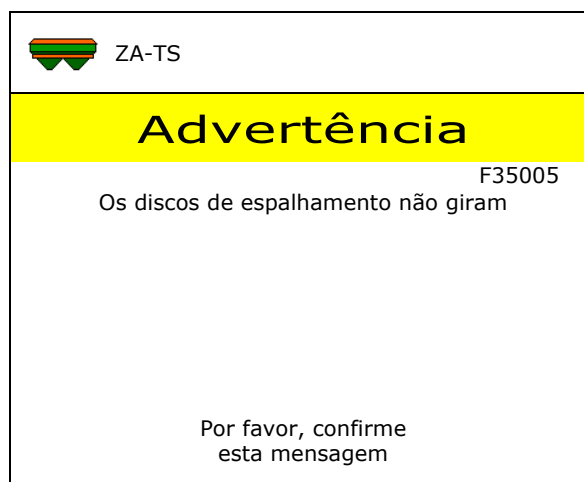 ZA-TS
Advertência
F35005
Os discos de espalhamento não giram
Por favor, confirme
esta mensagem